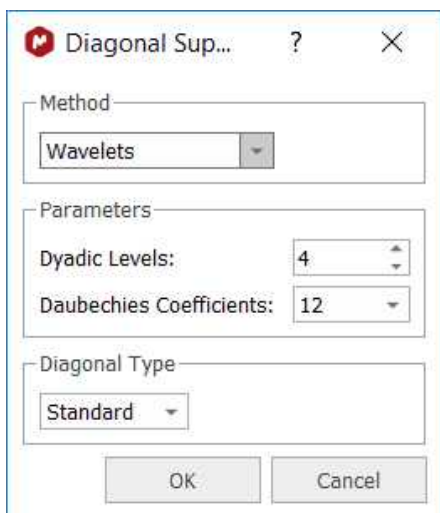 Diagonal Sup... ?
Method
Wavelets
Parameters
Dyadic Levels: 4
Daubechies Coefficients: 12
Diagonal Type
Standard
OK Cancel